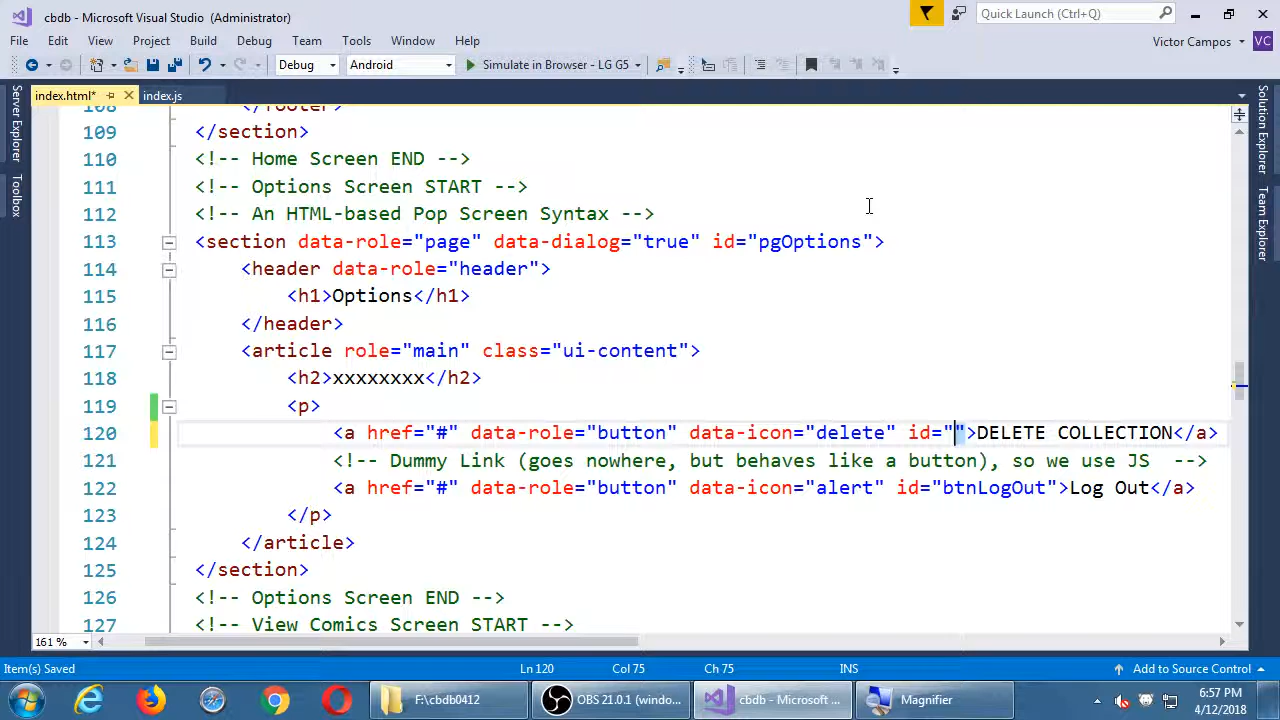 cbdb - Microsoft Visual Studio (Administrator)
Quick Launch (Ctrl+Q)
File Edit View Project Build Debug Team Tools Window Help
Victor Campos VC
Debug Android Simulate in Browser - LG G5
index.html* index.js
Server Explorer
Toolbox
Solution Explorer
Team Explorer
108 </footer>
109 </section>
110 <!-- Home Screen END -->
111 <!-- Options Screen START -->
112 <!-- An HTML-based Pop Screen Syntax -->
113 <section data-role="page" data-dialog="true" id="pgOptions">
114 <header data-role="header">
115 <h1>Options</h1>
116 </header>
117 <article role="main" class="ui-content">
118 <h2>xxxxxxxx</h2>
119 <p>
120 <a href="#" data-role="button" data-icon="delete" id="">DELETE COLLECTION</a>
121 <!-- Dummy Link (goes nowhere, but behaves like a button), so we use JS  -->
122 <a href="#" data-role="button" data-icon="alert" id="btnLogOut">Log Out</a>
123 </p>
124 </article>
125 </section>
126 <!-- Options Screen END -->
127 <!-- View Comics Screen START -->
161 %
Item(s) Saved Ln 120 Col 75 Ch 75 INS Add to Source Control
F:\cbdb0412 OBS 21.0.1 (windo... cbdb - Microsoft ... Magnifier
6:57 PM
4/12/2018